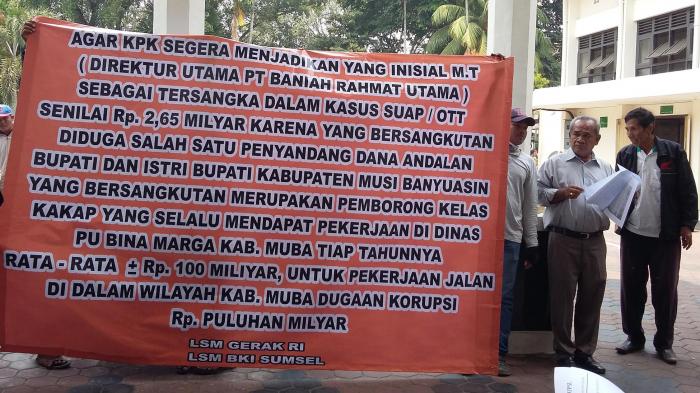 AGAR KPK SEGERA MENJADIKAN YANG INISIAL M.T
( DIREKTUR UTAMA PT BANIAH RAHMAT UTAMA )
SEBAGAI TERSANGKA DALAM KASUS SUAP / OTT
SENILAI Rp. 2,65 MILYAR KARENA YANG BERSANGKUTAN
DIDUGA SALAH SATU PENYANDANG DANA ANDALAN
BUPATI DAN ISTRI BUPATI KABUPATEN MUSI BANYUASIN
YANG BERSANGKUTAN MERUPAKAN PEMBORONG KELAS
KAKAP YANG SELALU MENDAPAT PEKERJAAN DI DINAS
PU BINA MARGA KAB. MUBA TIAP TAHUNNYA
RATA - RATA ± Rp. 100 MILIYAR, UNTUK PEKERJAAN JALAN
DI DALAM WILAYAH KAB. MUBA DUGAAN KORUPSI
Rp. PULUHAN MILYAR
LSM GERAK RI
LSM BKI SUMSEL